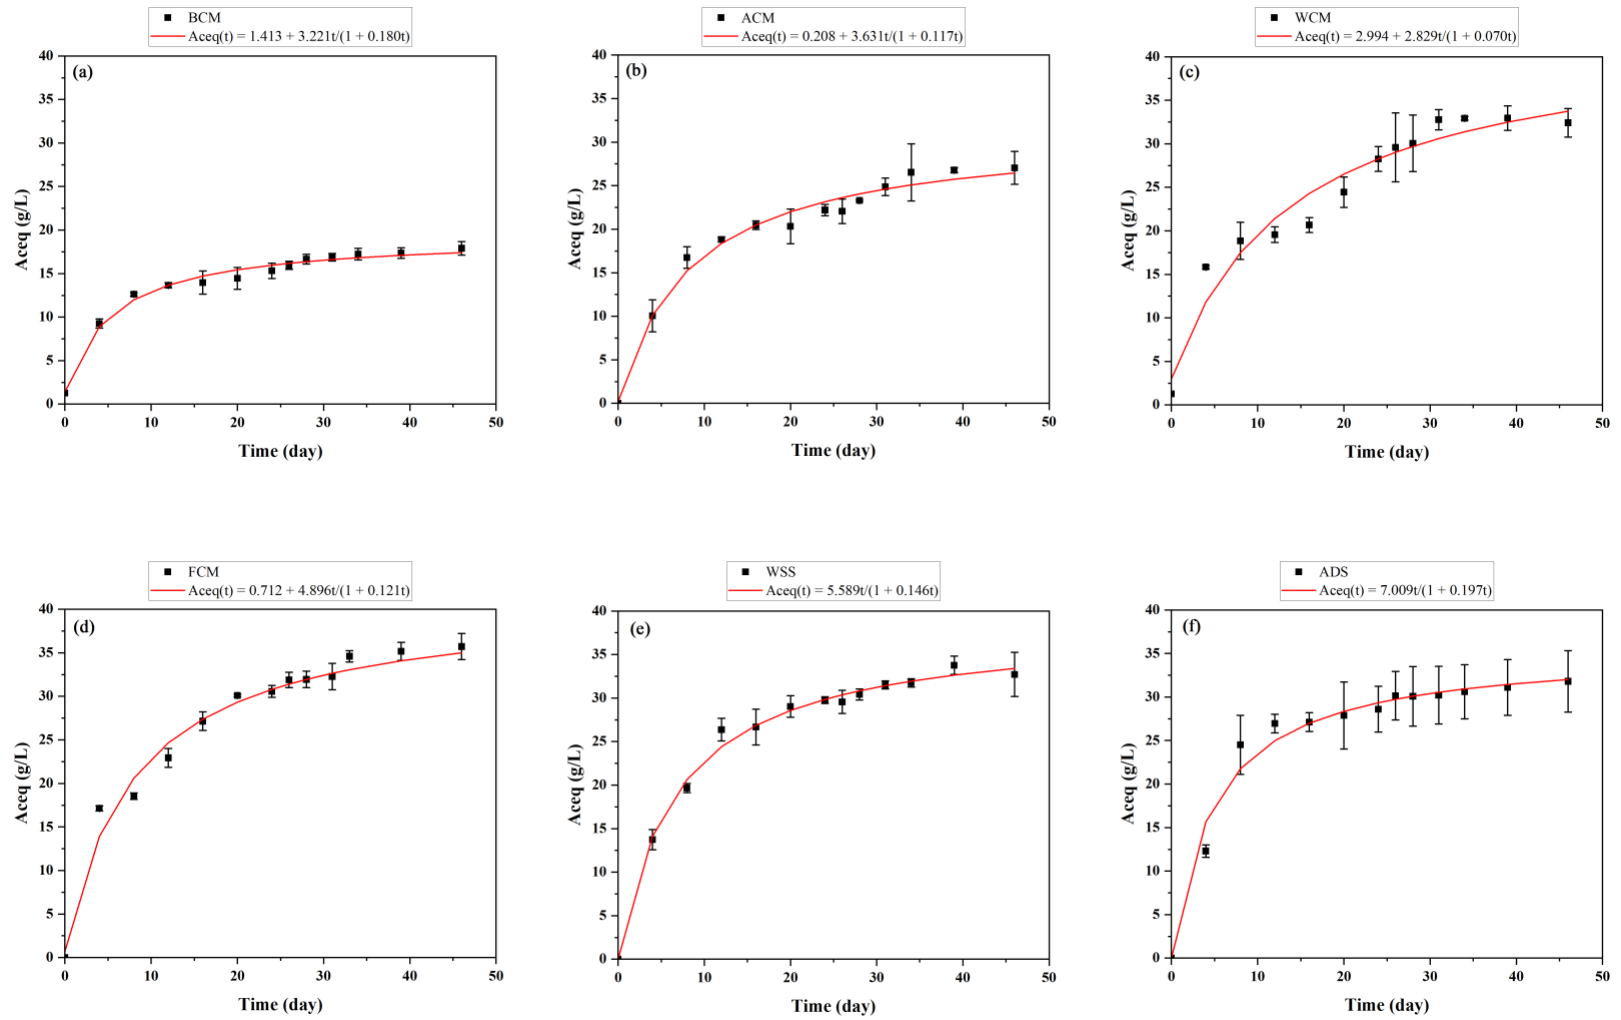 BCM
Aceq(t) = 1.413 + 3.221t/(1 + 0.180t)
(a)
40
35
30
25
20
15
10
5
0
Aceq (g/L)
0 10 20 30 40 50
Time (day)
ACM
Aceq(t) = 0.208 + 3.631t/(1 + 0.117t)
(b)
40
35
30
25
20
15
10
5
0
Aceq (g/L)
0 10 20 30 40 50
Time (day)
WCM
Aceq(t) = 2.994 + 2.829t/(1 + 0.070t)
(c)
40
35
30
25
20
15
10
5
0
Aceq (g/L)
0 10 20 30 40 50
Time (day)
FCM
Aceq(t) = 0.712 + 4.896t/(1 + 0.121t)
(d)
40
35
30
25
20
15
10
5
0
Aceq (g/L)
0 10 20 30 40 50
Time (day)
WSS
Aceq(t) = 5.589t/(1 + 0.146t)
(e)
40
35
30
25
20
15
10
5
0
Aceq (g/L)
0 10 20 30 40 50
Time (day)
ADS
Aceq(t) = 7.009t/(1 + 0.197t)
(f)
40
35
30
25
20
15
10
5
0
Aceq (g/L)
0 10 20 30 40 50
Time (day)